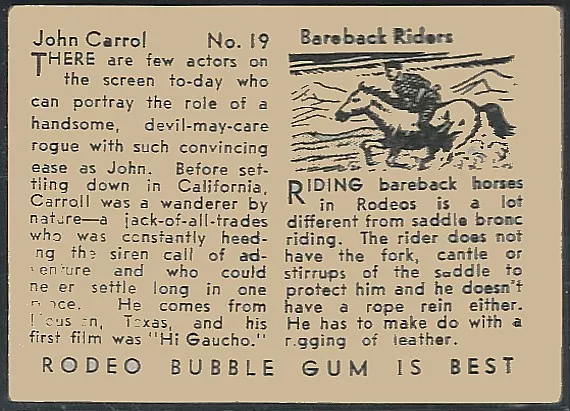 John Carrol No. 19
THERE are few actors on
the screen to-day who
can portray the role of a
handsome, devil-may-care
rogue with such convincing
ease as John. Before set-
tling down in California,
Carroll was a wanderer by
nature—a jack-of-all-trades
who was constantly heed-
ng the siren call of ad-
venture and who could
ne er settle long in one
He comes from
Texas, and his
first film was "Hi Gaucho."
Bareback Riders
RIDING bareback horses
in Rodeos is a lot
different from saddle bronc
riding. The rider does not
have the fork, cantle or
stirrups of the saddle to
protect him and he doesn't
have a rope rein either.
He has to make do with a
r.gging of leather.
RODEO BUBBLE GUM IS BEST